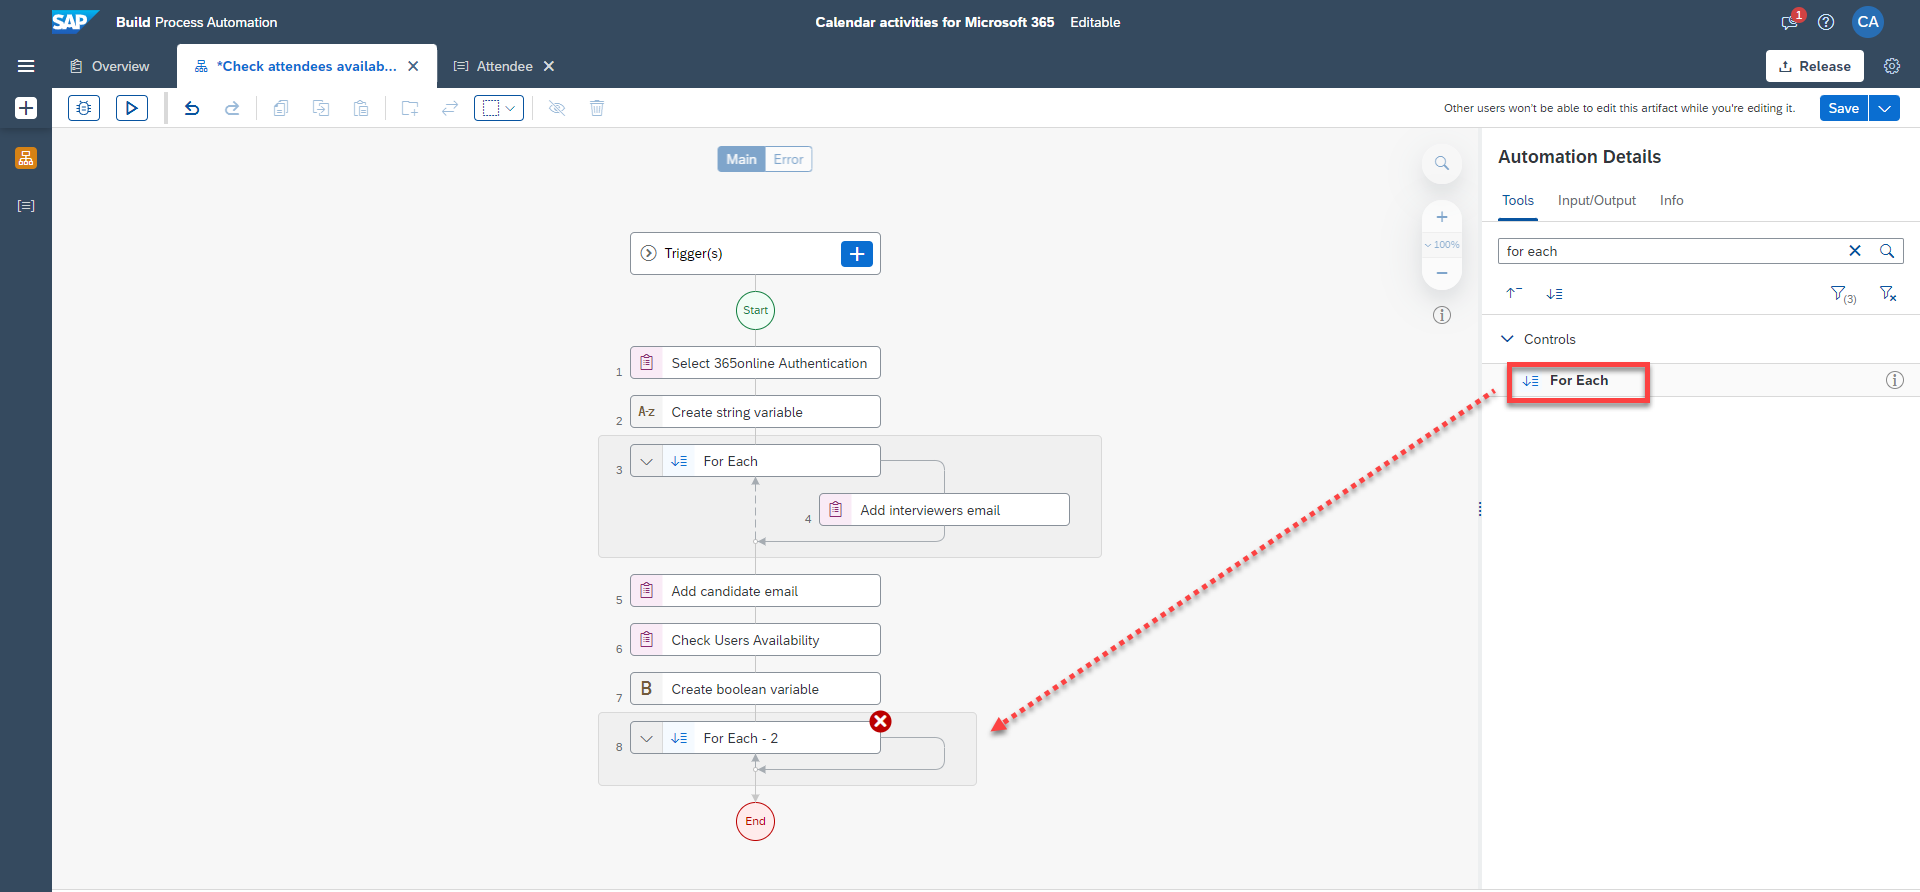 SAP Build Process Automation
Calendar activities for Microsoft 365 Editable
1
CA
Overview
*Check attendees availab...
Attendee
Release
Other users won't be able to edit this artifact while you're editing it.
Save
Main Error
100%
Trigger(s)
Start
1 Select 365online Authentication
2 A-z Create string variable
3 For Each
4 Add interviewers email
5 Add candidate email
6 Check Users Availability
7 B Create boolean variable
8 For Each - 2
End
Automation Details
Tools Input/Output Info
for each
(3)
Controls
For Each